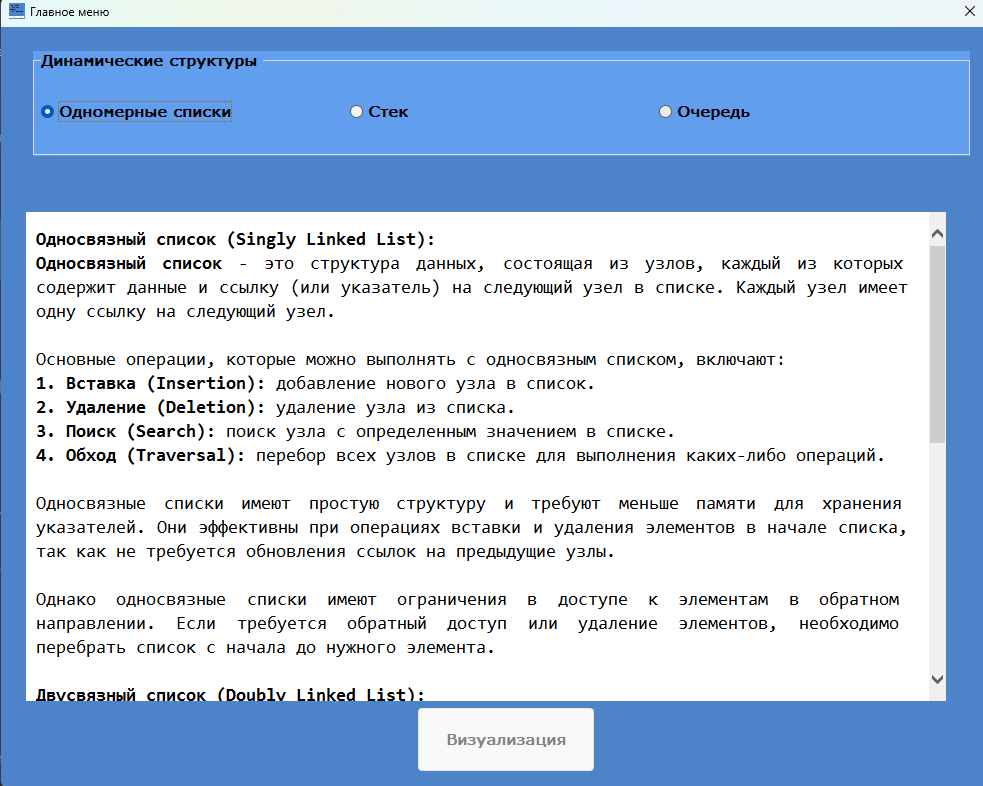 Главное меню
Динамические структуры
Одномерные списки Стек Очередь
Односвязный список (Singly Linked List):
Односвязный список - это структура данных, состоящая из узлов, каждый из которых
содержит данные и ссылку (или указатель) на следующий узел в списке. Каждый узел имеет
одну ссылку на следующий узел.
Основные операции, которые можно выполнять с односвязным списком, включают:
1. Вставка (Insertion): добавление нового узла в список.
2. Удаление (Deletion): удаление узла из списка.
3. Поиск (Search): поиск узла с определенным значением в списке.
4. Обход (Traversal): перебор всех узлов в списке для выполнения каких-либо операций.
Односвязные списки имеют простую структуру и требуют меньше памяти для хранения
указателей. Они эффективны при операциях вставки и удаления элементов в начале списка,
так как не требуется обновления ссылок на предыдущие узлы.
Однако односвязные списки имеют ограничения в доступе к элементам в обратном
направлении. Если требуется обратный доступ или удаление элементов, необходимо
перебрать список с начала до нужного элемента.
Двусвязный список (Doubly Linked List):
Визуализация